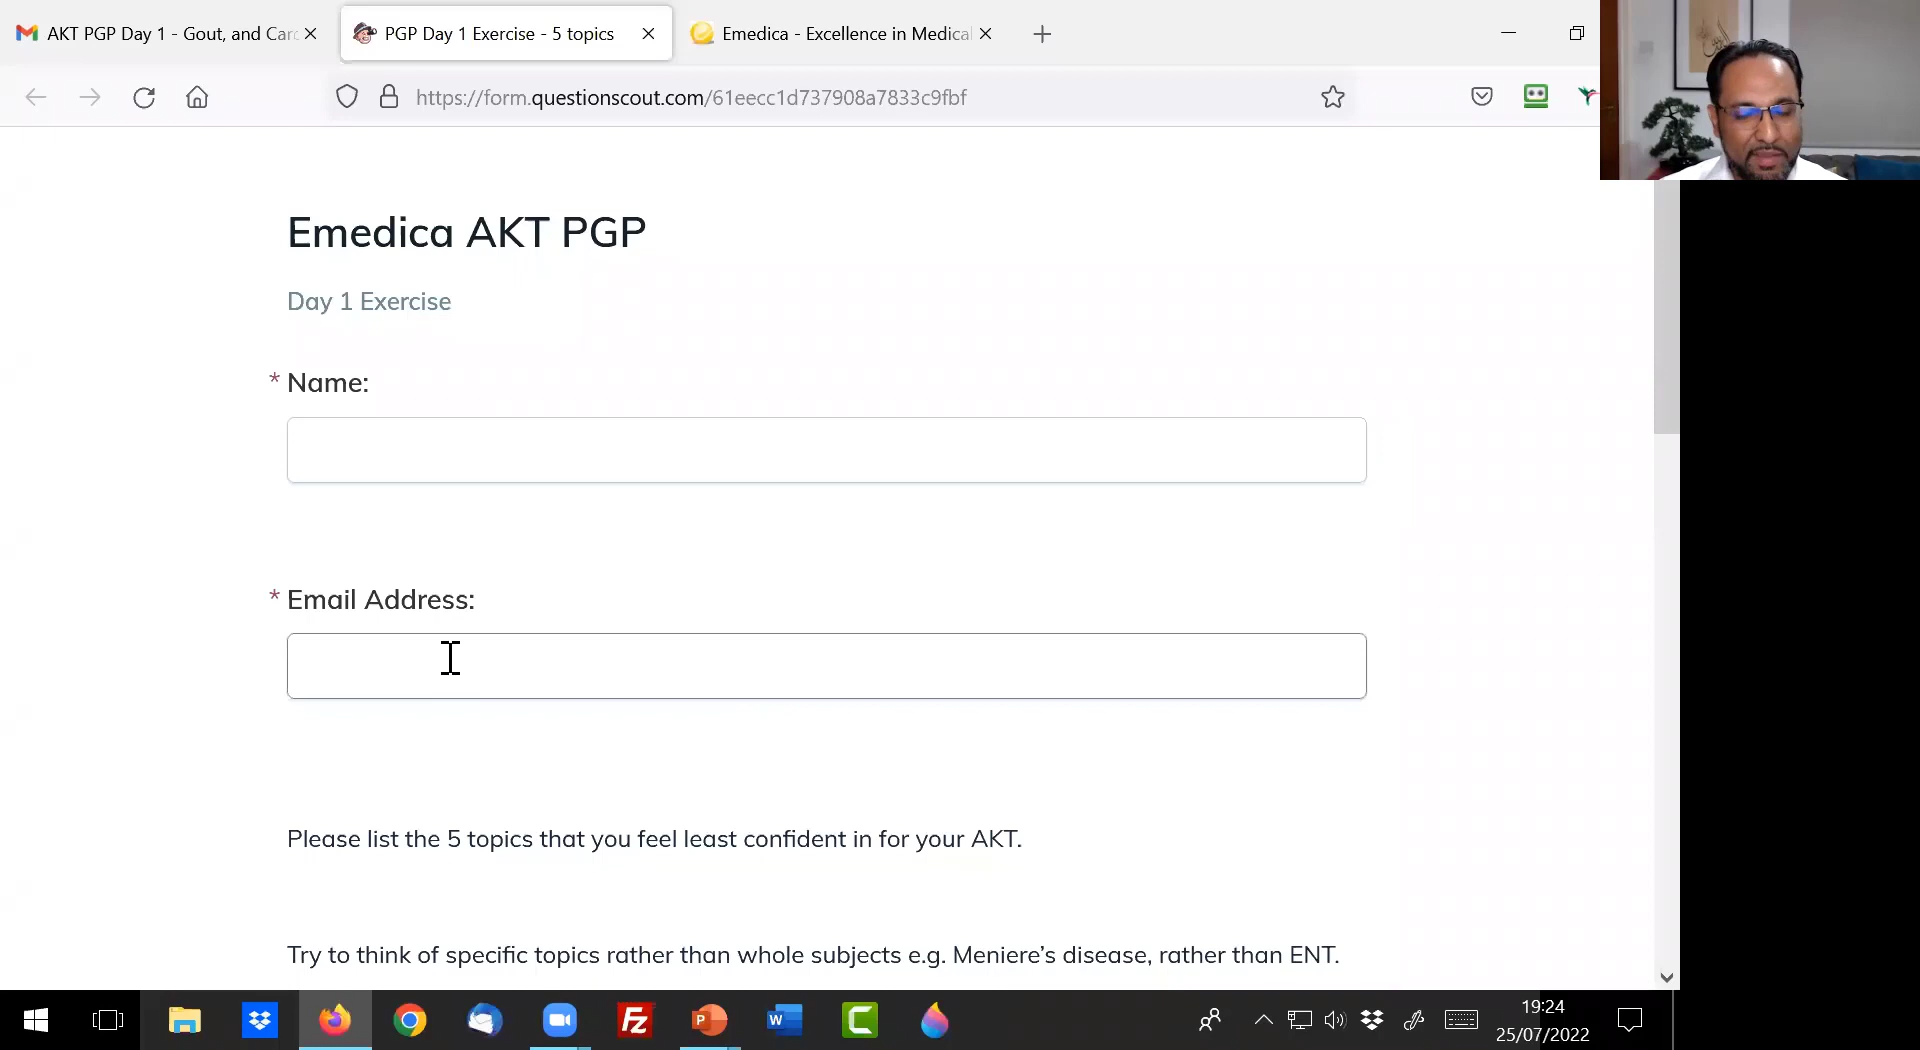 AKT PGP Day 1 - Gout, and Card
PGP Day 1 Exercise - 5 topics
Emedica - Excellence in Medical
https://form.questionscout.com/61eecc1d737908a7833c9fbf
Emedica AKT PGP
Day 1 Exercise
* Name:
* Email Address:
Please list the 5 topics that you feel least confident in for your AKT.
Try to think of specific topics rather than whole subjects e.g. Meniere's disease, rather than ENT.
19:24
25/07/2022